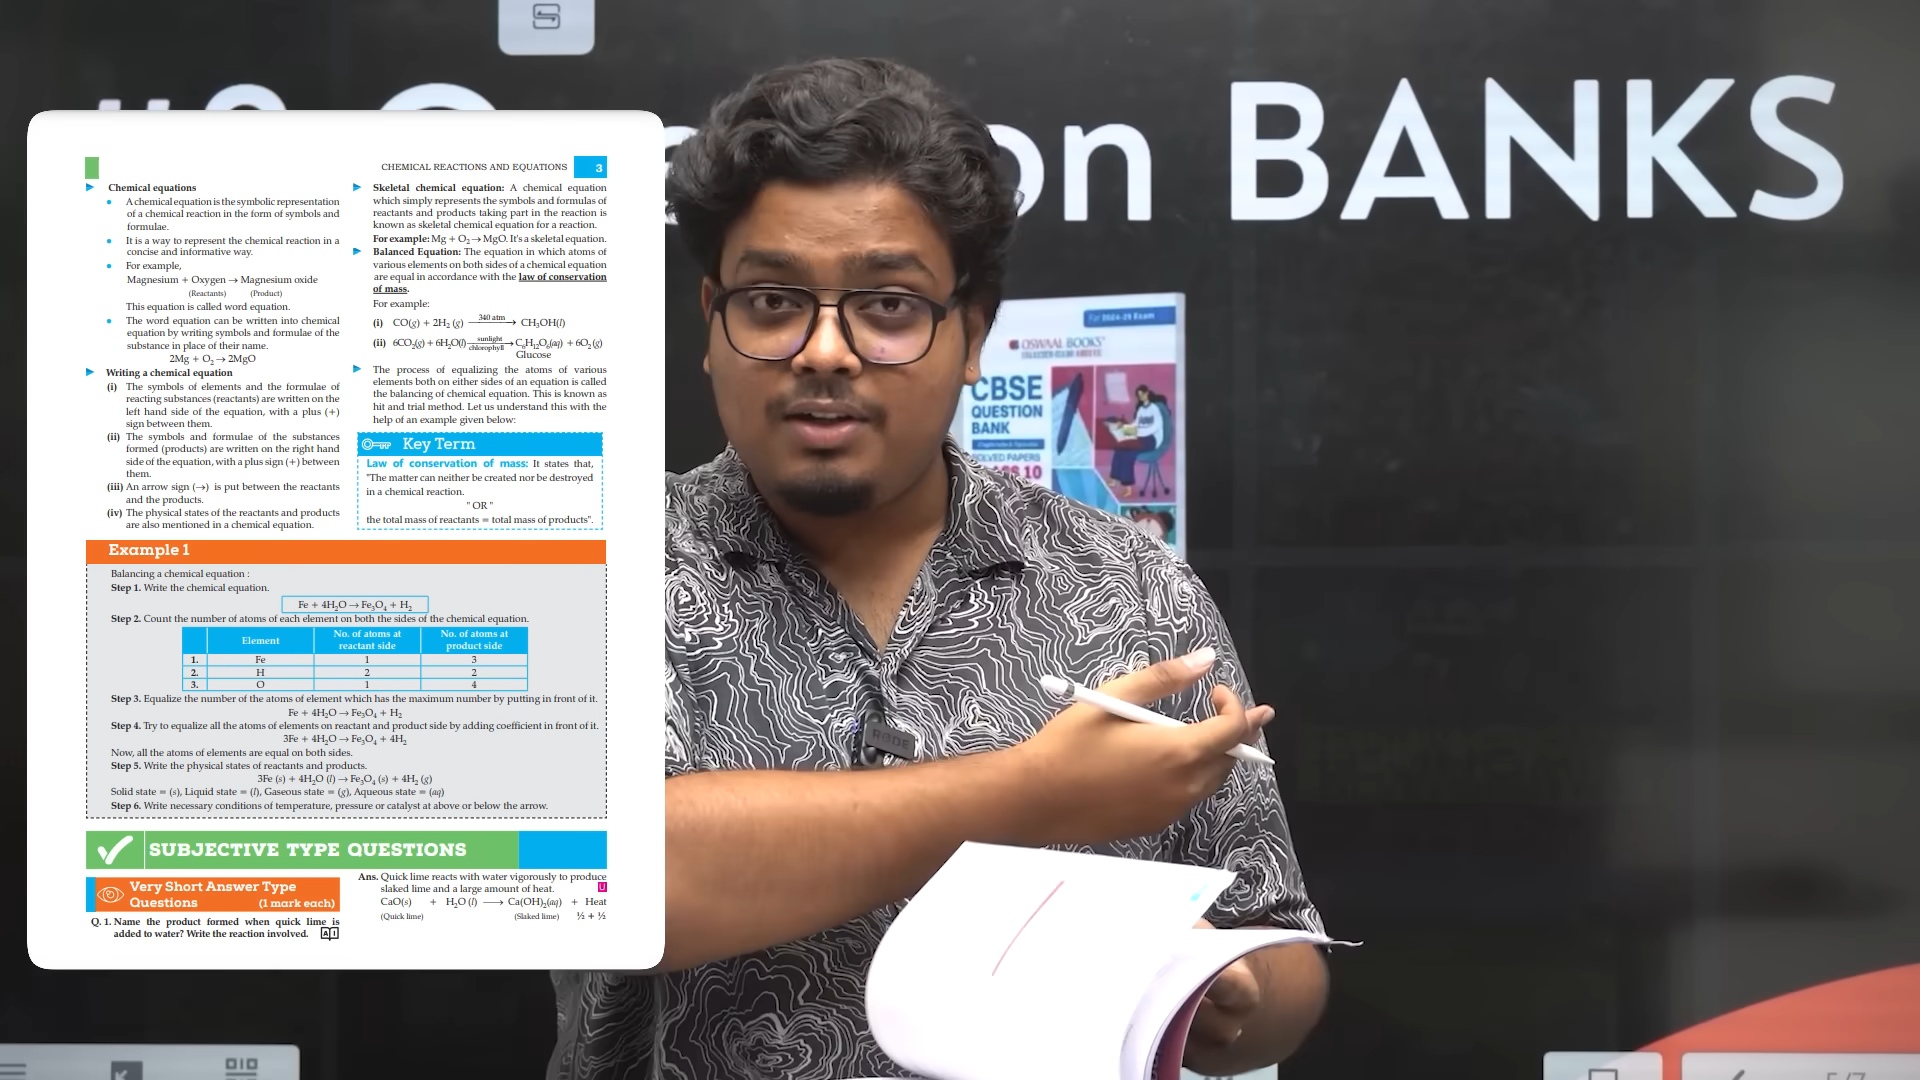 Question BANKS
CHEMICAL REACTIONS AND EQUATIONS 3
Chemical equations
• A chemical equation is the symbolic representation
of a chemical reaction in the form of symbols and
formulae.
• It is a way to represent the chemical reaction in a
concise and informative way.
• For example,
Magnesium + Oxygen → Magnesium oxide
(Reactants) (Product)
This equation is called word equation.
• The word equation can be written into chemical
equation by writing symbols and formulae of the
substance in place of their name.
2Mg + O₂ → 2MgO
Writing a chemical equation
(i) The symbols of elements and the formulae of
reacting substances (reactants) are written on the
left hand side of the equation, with a plus (+)
sign between them.
(ii) The symbols and formulae of the substances
formed (products) are written on the right hand
side of the equation, with a plus sign (+) between
them.
(iii) An arrow sign (→) is put between the reactants
and the products.
(iv) The physical states of the reactants and products
are also mentioned in a chemical equation.
Skeletal chemical equation: A chemical equation
which simply represents the symbols and formulas of
reactants and products taking part in the reaction is
known as skeletal chemical equation for a reaction.
For example: Mg + O₂ → MgO. It's a skeletal equation.
Balanced Equation: The equation in which atoms of
various elements on both sides of a chemical equation
are equal in accordance with the law of conservation
of mass.
For example:
(i) CO(g) + 2H₂ (g) 340 atm → CH₃OH(l)
(ii) 6CO₂(g) + 6H₂O(l) sunlight chlorophyll → C₆H₁₂O₆(aq) + 6O₂ (g)
Glucose
The process of equalizing the atoms of various
elements both on either sides of an equation is called
the balancing of chemical equation. This is known as
hit and trial method. Let us understand this with the
help of an example given below:
Key Term
Law of conservation of mass: It states that,
"The matter can neither be created nor be destroyed
in a chemical reaction.
" OR "
the total mass of reactants = total mass of products".
Example 1
Balancing a chemical equation :
Step 1. Write the chemical equation.
Fe + 4H₂O → Fe₃O₄ + H₂
Step 2. Count the number of atoms of each element on both the sides of the chemical equation.
Element No. of atoms at reactant side No. of atoms at product side
1. Fe 1 3
2. H 2 2
3. O 1 4
Step 3. Equalize the number of the atoms of element which has the maximum number by putting in front of it.
Fe + 4H₂O → Fe₃O₄ + H₂
Step 4. Try to equalize all the atoms of elements on reactant and product side by adding coefficient in front of it.
3Fe + 4H₂O → Fe₃O₄ + 4H₂
Now, all the atoms of elements are equal on both sides.
Step 5. Write the physical states of reactants and products.
3Fe (s) + 4H₂O (l) → Fe₃O₄ (s) + 4H₂ (g)
Solid state = (s), Liquid state = (l), Gaseous state = (g), Aqueous state = (aq)
Step 6. Write necessary conditions of temperature, pressure or catalyst at above or below the arrow.
SUBJECTIVE TYPE QUESTIONS
Very Short Answer Type
Questions (1 mark each)
Q. 1. Name the product formed when quick lime is
added to water? Write the reaction involved. AI
Ans. Quick lime reacts with water vigorously to produce
slaked lime and a large amount of heat. U
CaO(s) + H₂O (l) ⟶ Ca(OH)₂(aq) + Heat
(Quick lime) (Slaked lime) ½ + ½
For 2024-25 Exam
OSWAAL BOOKS
CBSE
QUESTION
BANK
SOLVED PAPERS
10
RØDE
5/7